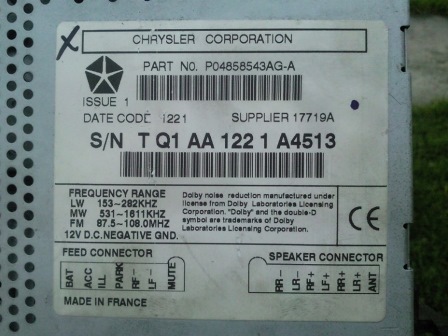 CHRYSLER CORPORATION
PART NO. P04858543AG-A
ISSUE 1
DATE CODE 1221 SUPPLIER 17719A
S/N T Q1 AA 122 1 A4513
FREQUENCY RANGE
LW 153-282KHZ
MW 531-1611KHZ
FM 87.5-108.0MHZ
12V D.C. NEGATIVE GND.
Dolby noise reduction manufactured under
license from Dolby Laboratories Licensing
Corporation. "Dolby" and the double-D
symbol are trademarks of Dolby
Laboratories Licensing Corporation.
CE
FEED CONNECTOR
BAT ACC ILL PARK RF- LF- MUTE
SPEAKER CONNECTOR
RR- LR- RF+ LF+ RR+ LR+ ANT
MADE IN FRANCE